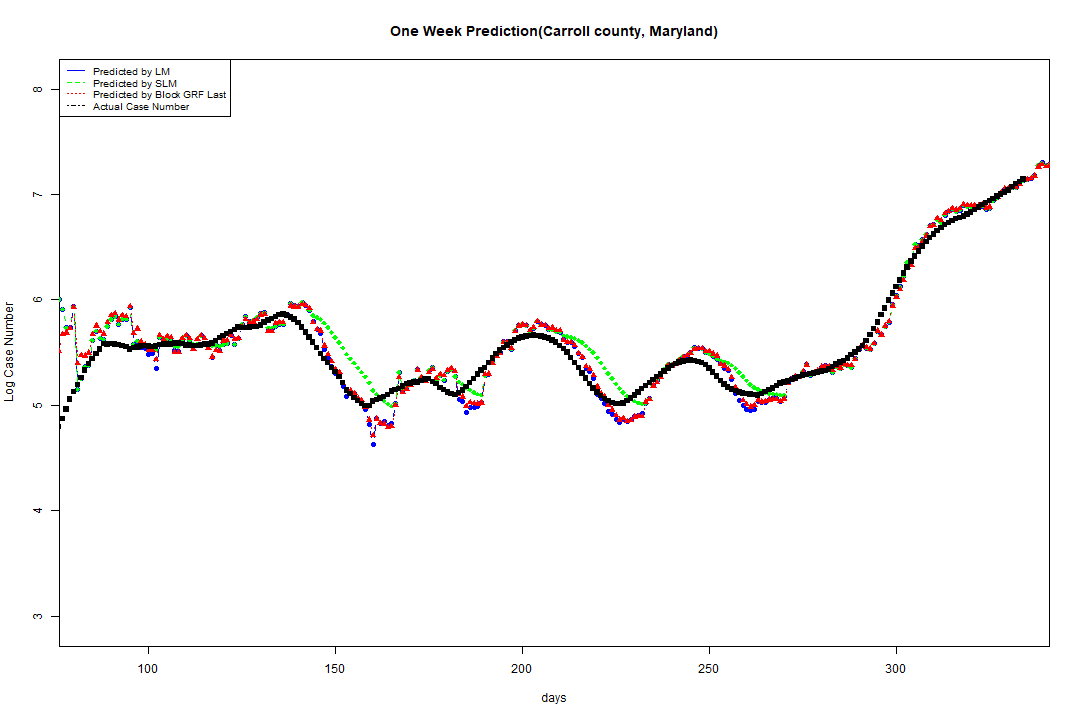 One Week Prediction(Carroll county, Maryland)
Predicted by LM
Predicted by SLM
Predicted by Block GRF Last
Actual Case Number
8
7
6
5
4
3
Log Case Number
100 150 200 250 300
days